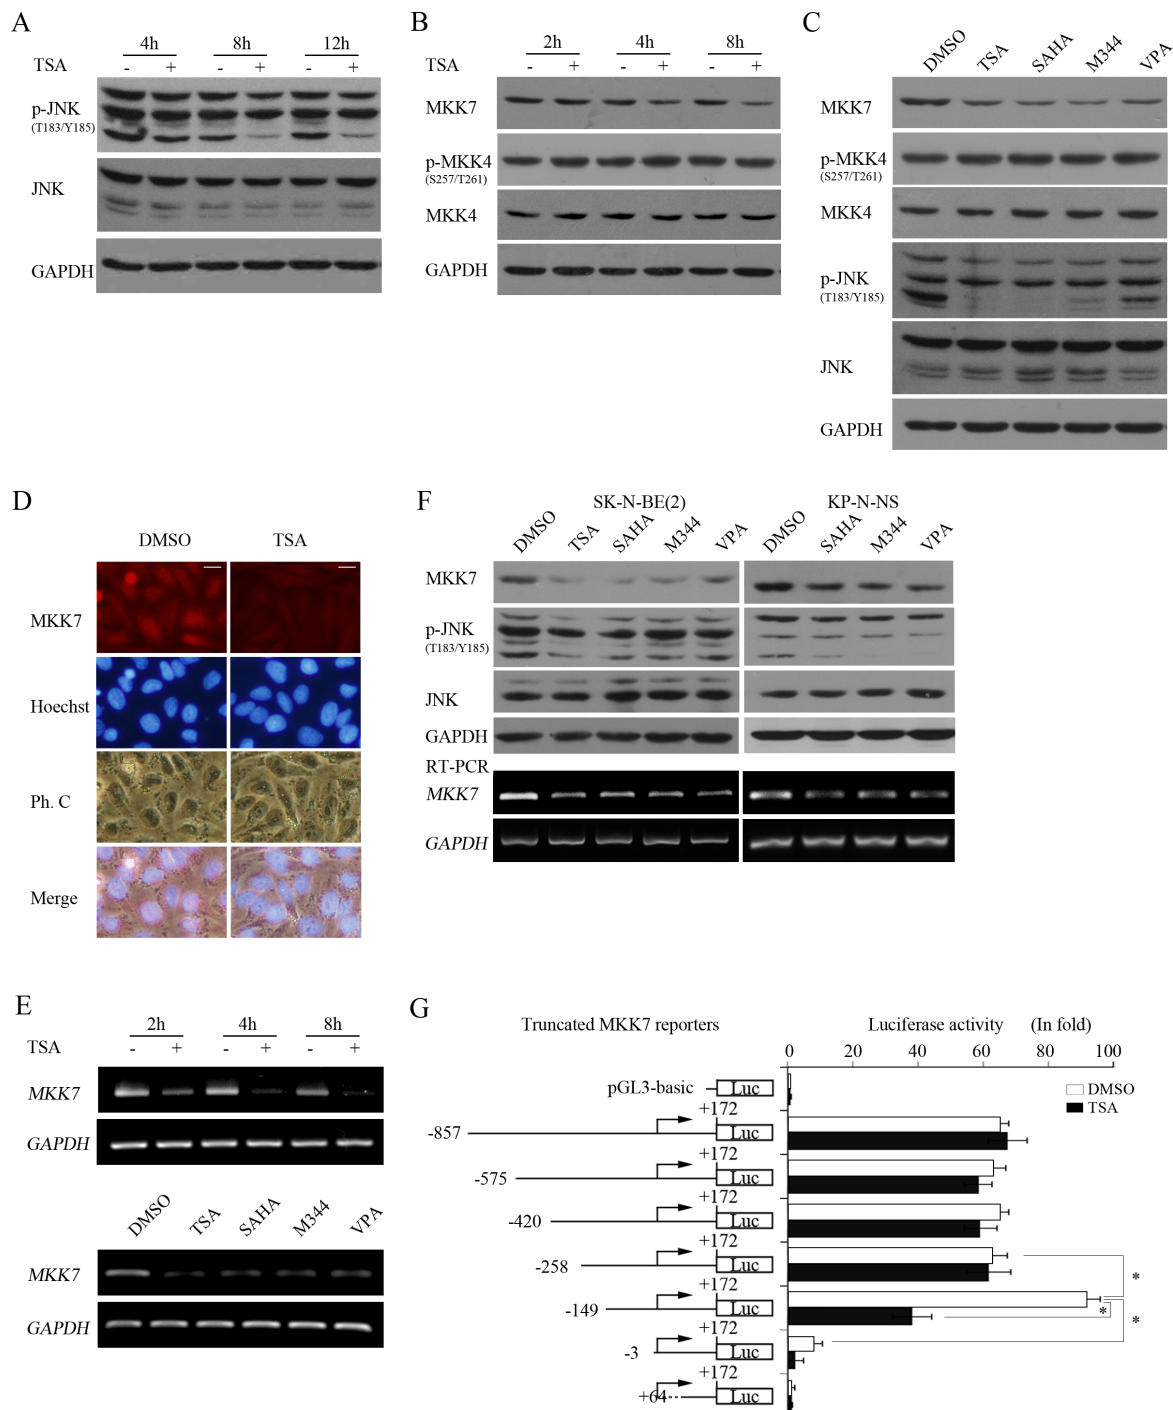 A
4h 8h 12h
TSA - + - + - +
p-JNK
(T183/Y185)
JNK
GAPDH
B
2h 4h 8h
TSA - + - + - +
MKK7
p-MKK4
(S257/T261)
MKK4
GAPDH
C
DMSO TSA SAHA M344 VPA
MKK7
p-MKK4
(S257/T261)
MKK4
p-JNK
(T183/Y185)
JNK
GAPDH
D
DMSO TSA
MKK7
Hoechst
Ph. C
Merge
F
SK-N-BE(2) KP-N-NS
DMSO TSA SAHA M344 VPA DMSO SAHA M344 VPA
MKK7
p-JNK
(T183/Y185)
JNK
GAPDH
RT-PCR
MKK7
GAPDH
E
2h 4h 8h
TSA - + - + - +
MKK7
GAPDH
DMSO TSA SAHA M344 VPA
MKK7
GAPDH
G
Truncated MKK7 reporters Luciferase activity (In fold)
0 20 40 60 80 100
DMSO
TSA
pGL3-basic Luc
+172
-857 Luc
+172
-575 Luc
+172
-420 Luc
+172
-258 Luc
*
+172
-149 Luc
* *
+172
-3 Luc
+172
+64 Luc